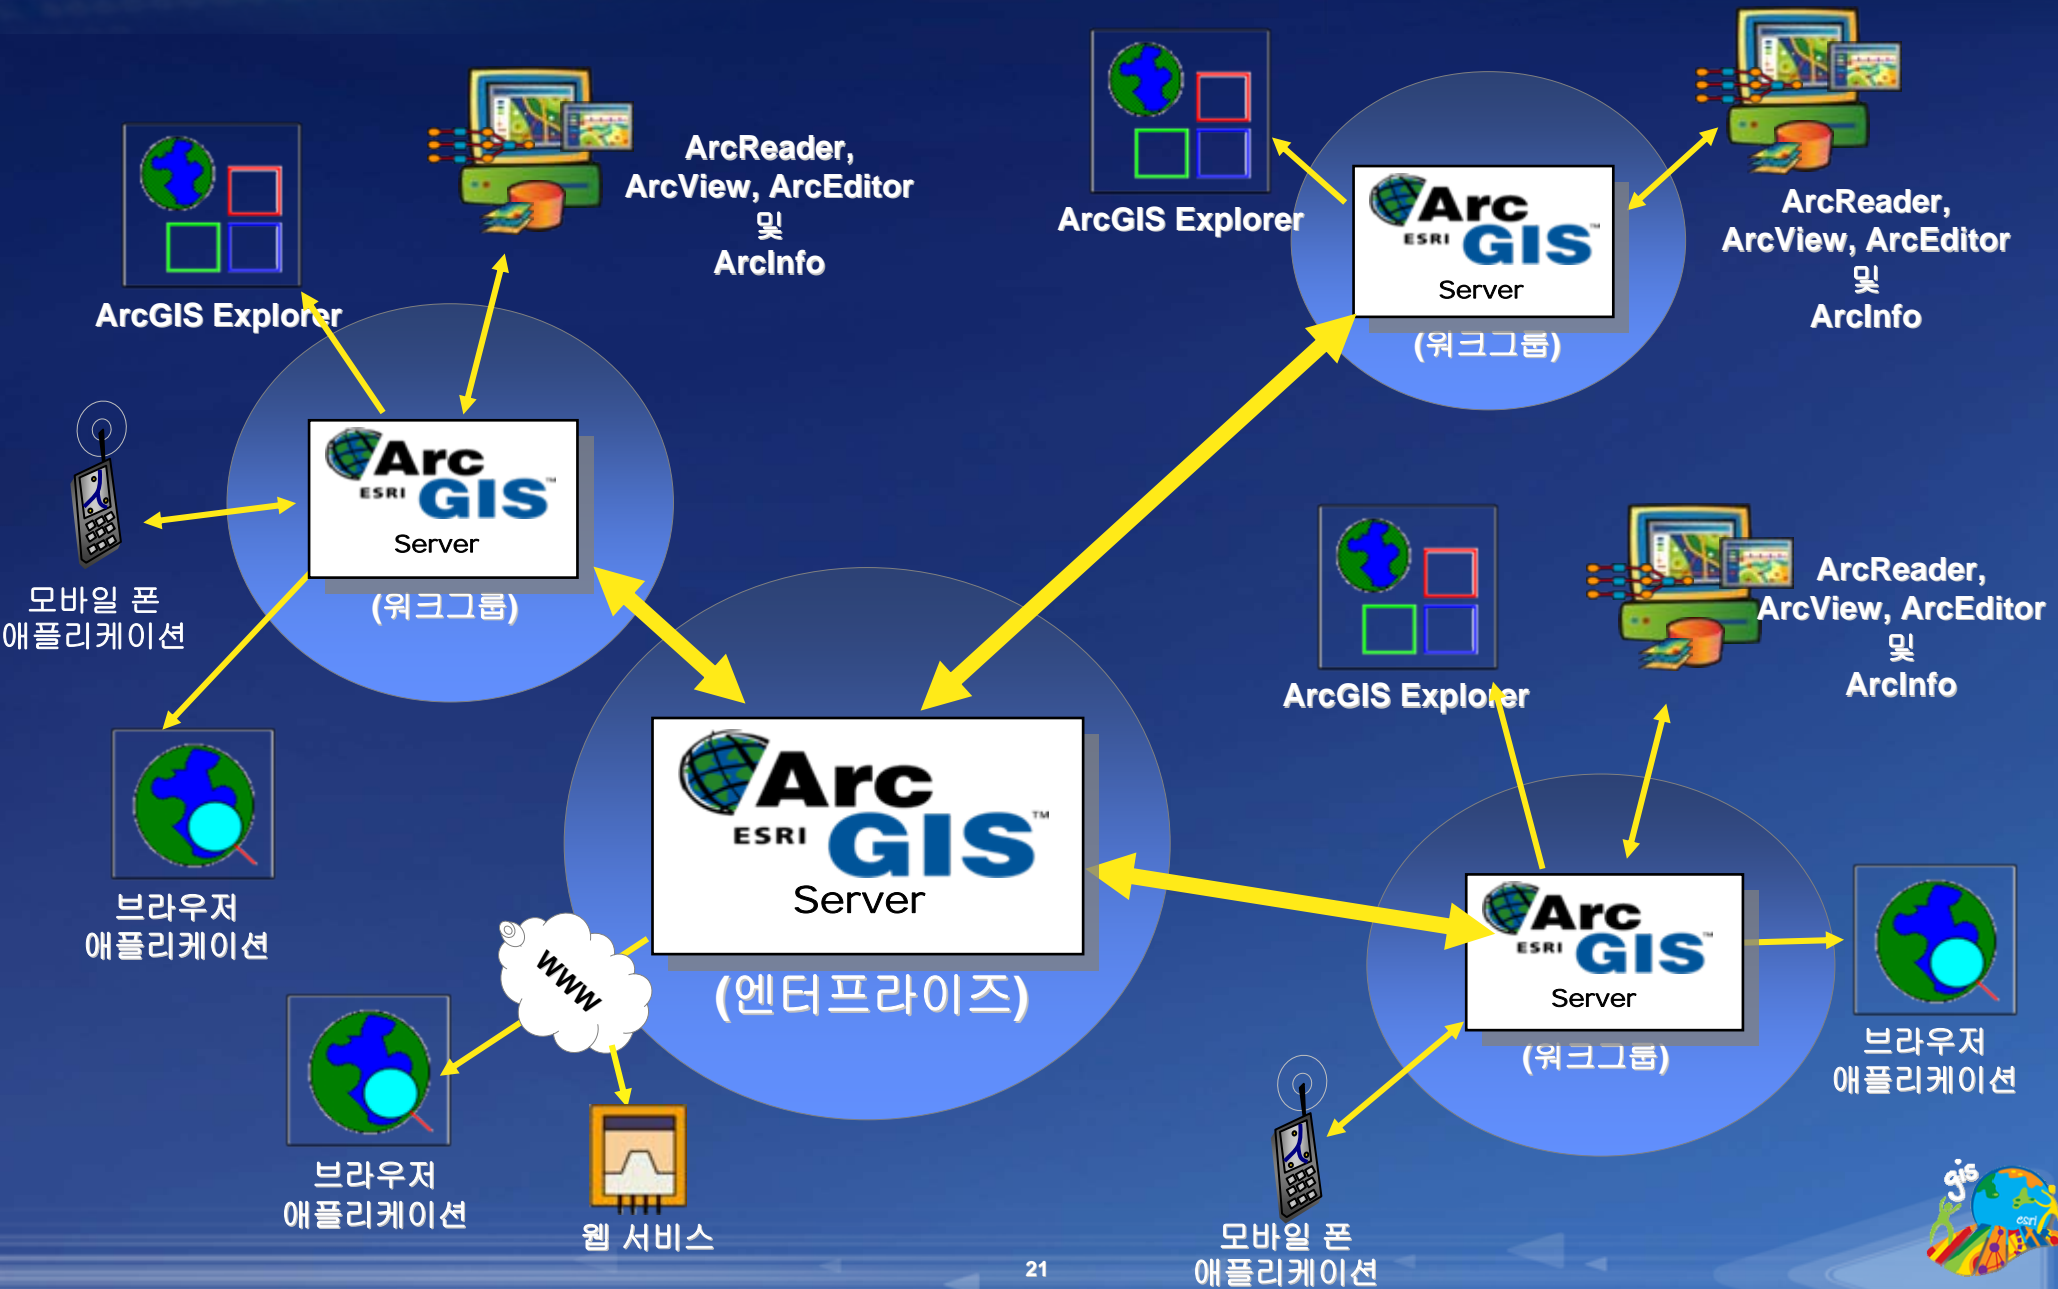 ArcGIS Explorer
ArcReader,
ArcView, ArcEditor
및
ArcInfo
Arc
ESRI GIS™
Server
(워크그룹)
모바일 폰
애플리케이션
브라우저
애플리케이션
ArcGIS Explorer
Arc
ESRI GIS™
Server
(워크그룹)
ArcReader,
ArcView, ArcEditor
및
ArcInfo
Arc
ESRI GIS™
Server
(엔터프라이즈)
www
브라우저
애플리케이션
웹 서비스
ArcGIS Explorer
ArcReader,
ArcView, ArcEditor
및
ArcInfo
Arc
ESRI GIS™
Server
(워크그룹)
브라우저
애플리케이션
모바일 폰
애플리케이션
21
gis
esri